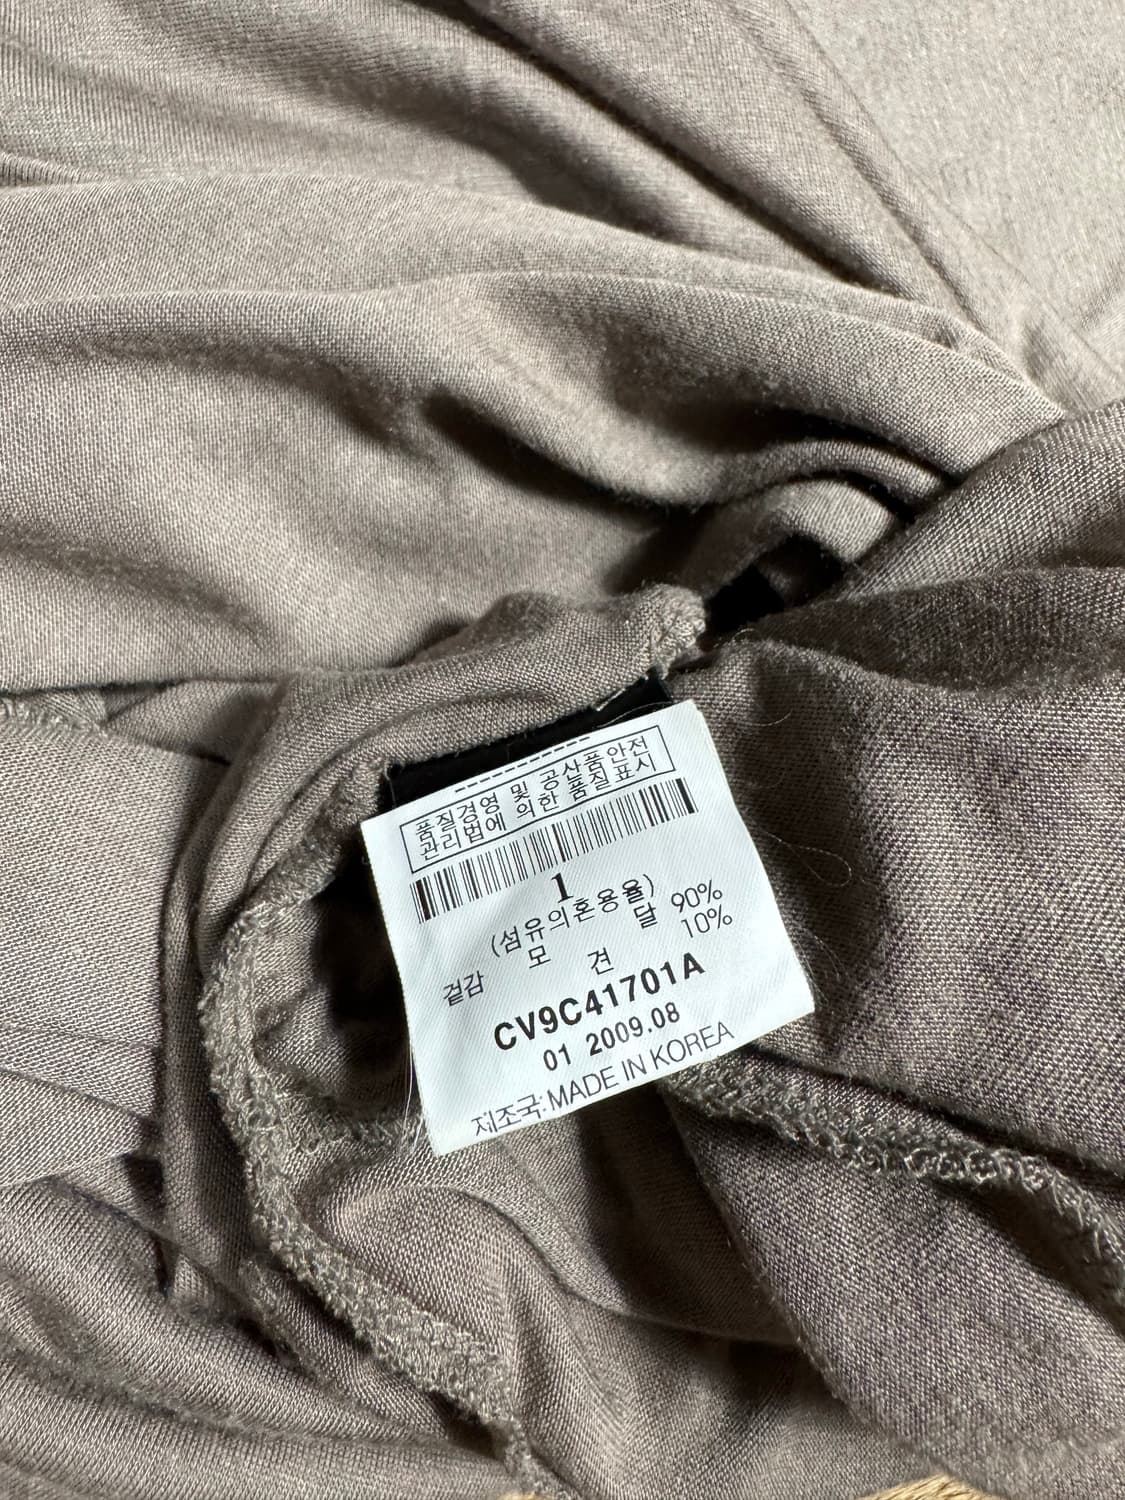 품질경영 및 공산품안전
관리법에 의한 품질표시
1
(섬유의혼용율)
모 달 90%
겉감 견 10%
CV9C41701A
01 2009.08
제조국:MADE IN KOREA